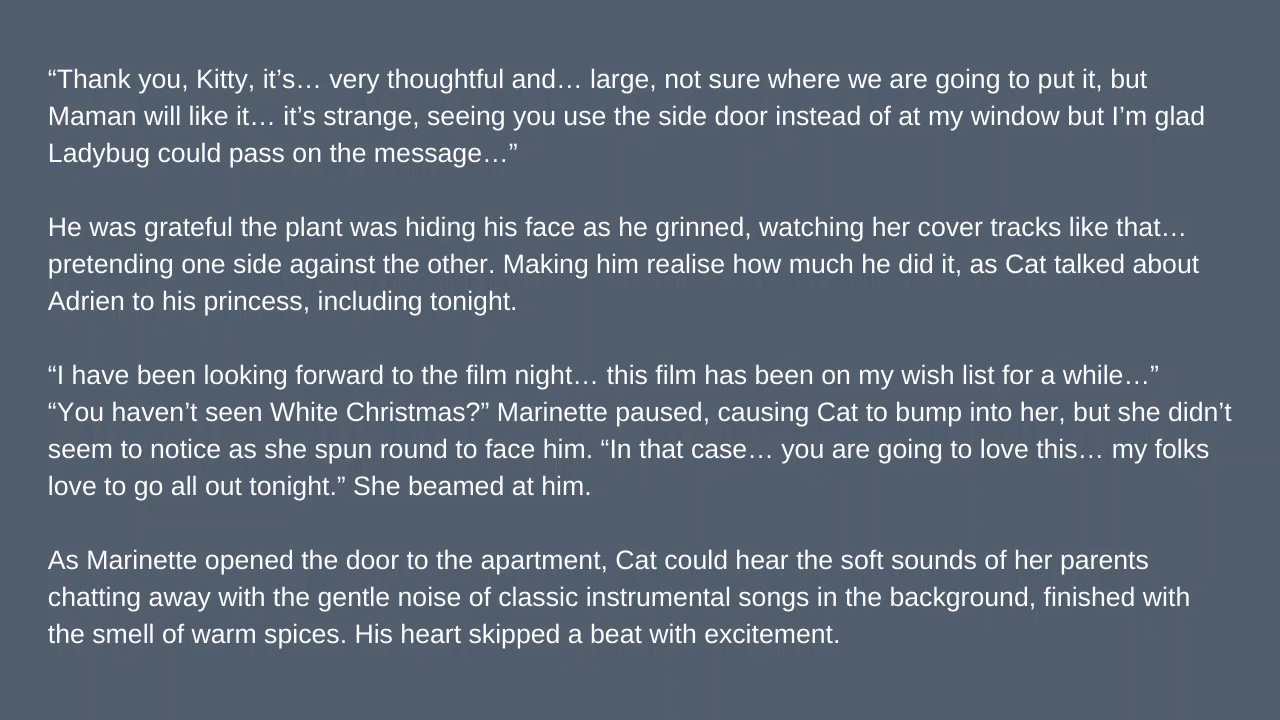 “Thank you, Kitty, it’s… very thoughtful and… large, not sure where we are going to put it, but
Maman will like it… it’s strange, seeing you use the side door instead of at my window but I’m glad
Ladybug could pass on the message…”
He was grateful the plant was hiding his face as he grinned, watching her cover tracks like that…
pretending one side against the other. Making him realise how much he did it, as Cat talked about
Adrien to his princess, including tonight.
“I have been looking forward to the film night… this film has been on my wish list for a while…”
“You haven’t seen White Christmas?” Marinette paused, causing Cat to bump into her, but she didn’t
seem to notice as she spun round to face him. “In that case… you are going to love this… my folks
love to go all out tonight.” She beamed at him.
As Marinette opened the door to the apartment, Cat could hear the soft sounds of her parents
chatting away with the gentle noise of classic instrumental songs in the background, finished with
the smell of warm spices. His heart skipped a beat with excitement.